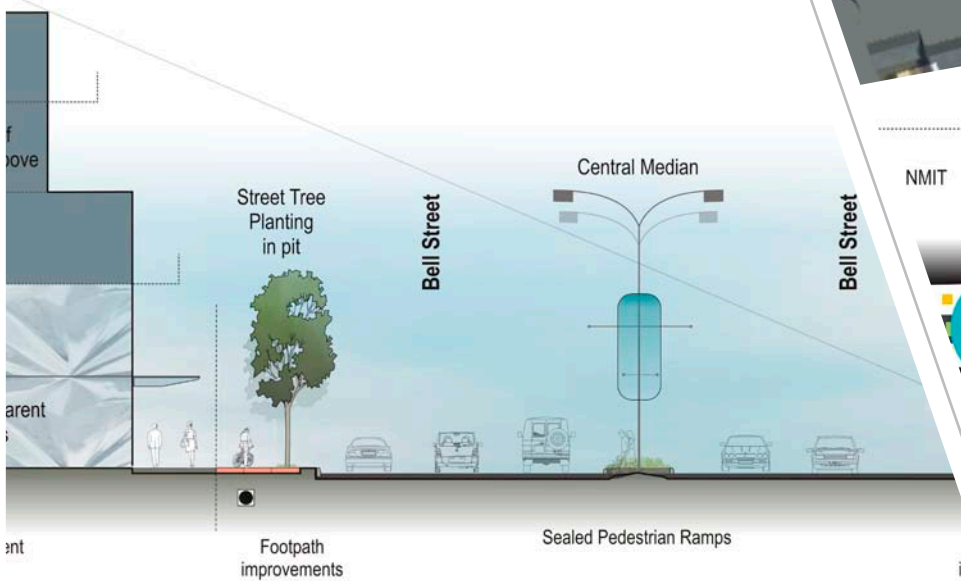 Central Median
NMIT
Street Tree
Planting
in pit
Bell Street
Bell Street
Footpath
improvements
Sealed Pedestrian Ramps